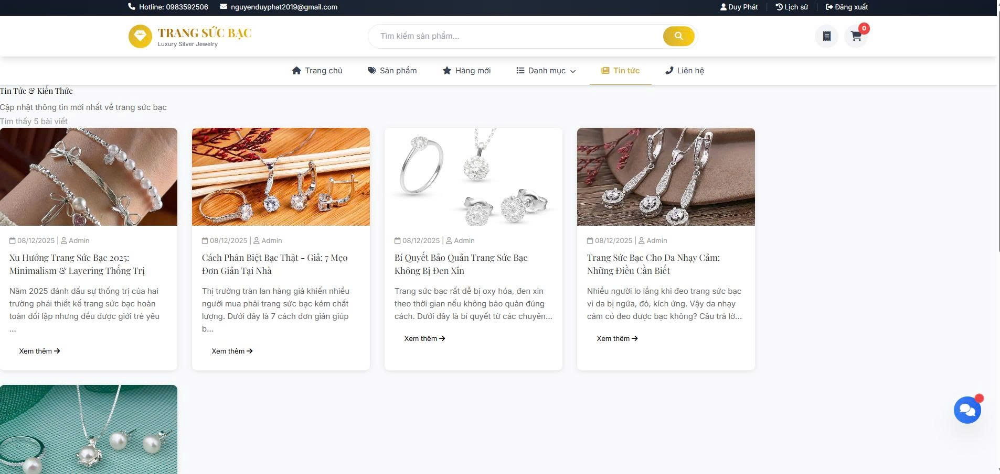 Hotline: 0983592506 nguyenduyphat2019@gmail.com Duy Phát Lịch sử Đăng xuất
TRANG SỨC BẠC
Luxury Silver Jewelry
Tìm kiếm sản phẩm...
0
Trang chủ Sản phẩm Hàng mới Danh mục Tin tức Liên hệ
Tin Tức & Kiến Thức
Cập nhật thông tin mới nhất về trang sức bạc
Tìm thấy 5 bài viết
08/12/2025 | Admin
Xu Hướng Trang Sức Bạc 2025:
Minimalism & Layering Thống Trị
Năm 2025 đánh dấu sự thống trị của hai
trường phái thiết kế trang sức bạc hoàn
toàn đối lập nhưng đều được giới trẻ yêu
...
Xem thêm
08/12/2025 | Admin
Cách Phân Biệt Bạc Thật - Giả: 7 Mẹo
Đơn Giản Tại Nhà
Thị trường tràn lan hàng giả khiến nhiều
người mua phải trang sức bạc kém chất
lượng. Dưới đây là 7 cách đơn giản giúp
b...
Xem thêm
08/12/2025 | Admin
Bí Quyết Bảo Quản Trang Sức Bạc
Không Bị Đen Xỉn
Trang sức bạc rất dễ bị oxy hóa, đen xỉn
theo thời gian nếu không bảo quản đúng
cách. Dưới đây là bí quyết từ các chuyên...
Xem thêm
08/12/2025 | Admin
Trang Sức Bạc Cho Da Nhạy Cảm:
Những Điều Cần Biết
Nhiều người lo lắng khi đeo trang sức bạc
vì da bị ngứa, đỏ, kích ứng. Vậy da nhạy
cảm có đeo được bạc không? Câu trả lờ...
Xem thêm